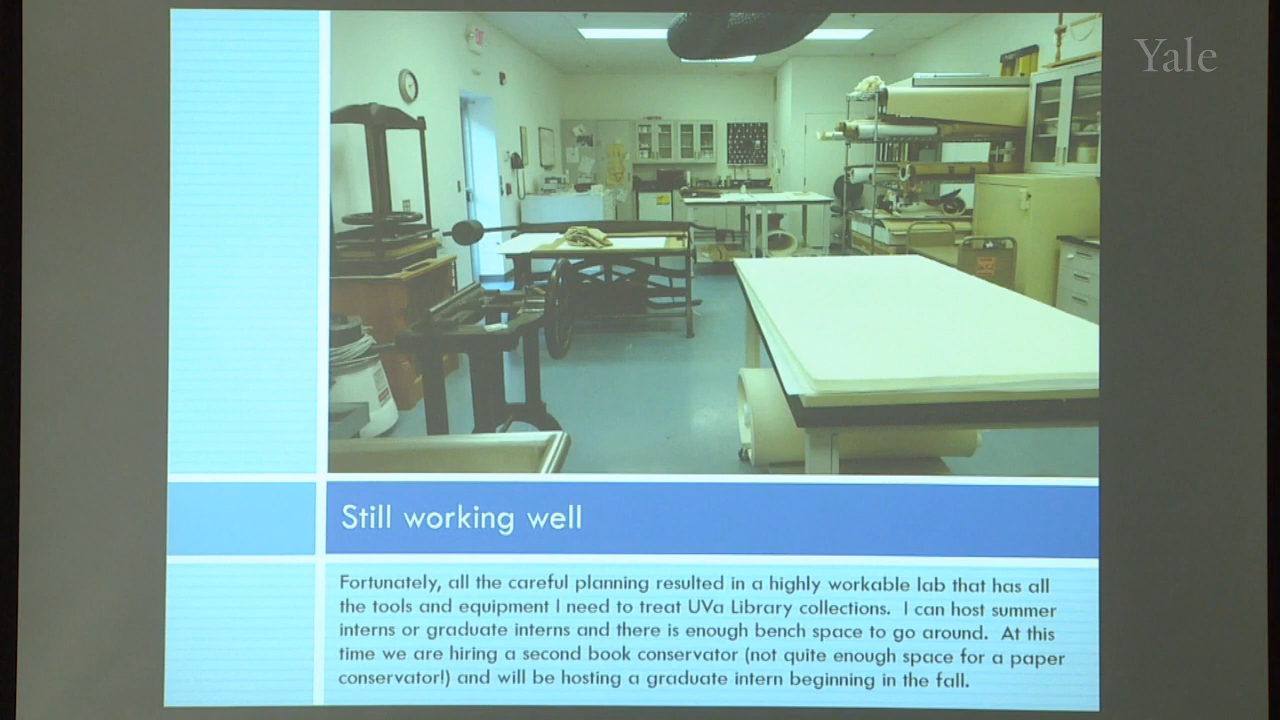 Yale
EXIT
Still working well
Fortunately, all the careful planning resulted in a highly workable lab that has all
the tools and equipment I need to treat UVa Library collections.  I can host summer
interns or graduate interns and there is enough bench space to go around.  At this
time we are hiring a second book conservator (not quite enough space for a paper
conservator!) and will be hosting a graduate intern beginning in the fall.